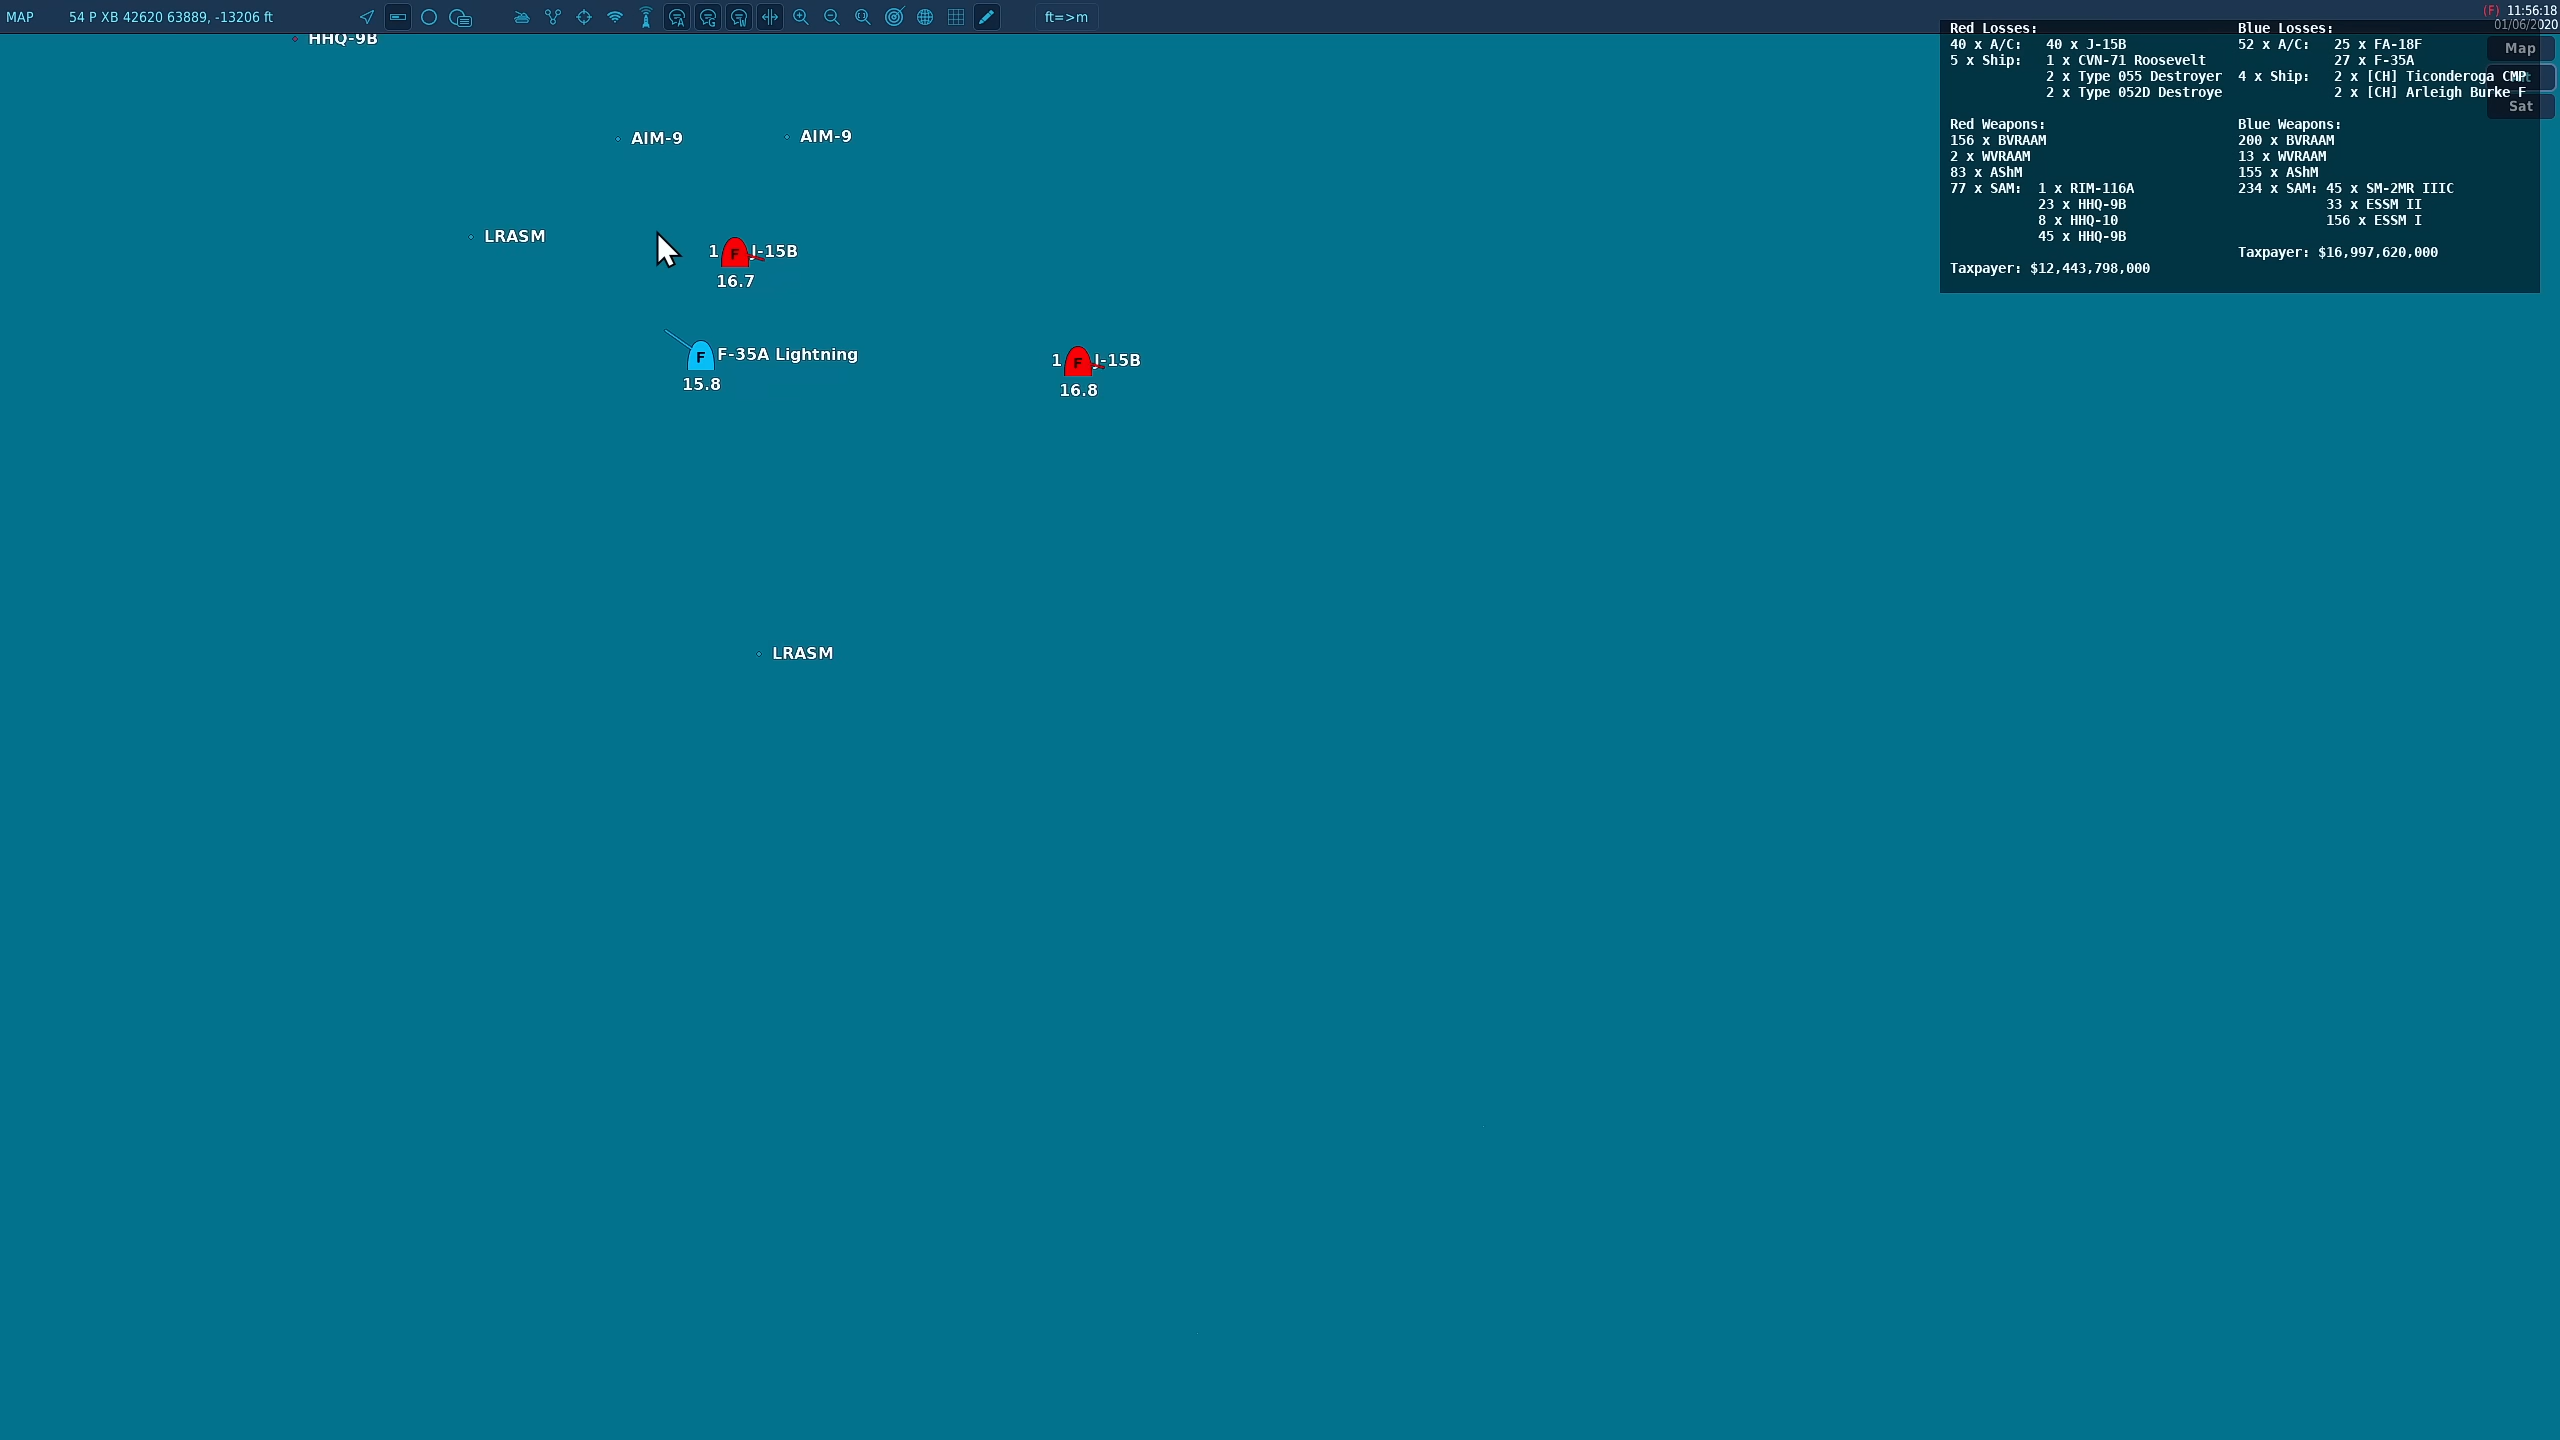 MAP 54 P XB 42620 63889, -13206 ft ft=>m (F) 11:56:18
01/06/2020
HHQ-9B
Red Losses: Blue Losses:
40 x A/C: 40 x J-15B 52 x A/C: 25 x FA-18F
5 x Ship: 1 x CVN-71 Roosevelt 27 x F-35A
2 x Type 055 Destroyer 4 x Ship: 2 x [CH] Ticonderoga CMP
2 x Type 052D Destroye 2 x [CH] Arleigh Burke F
Map
Sat
Red Weapons: Blue Weapons:
156 x BVRAAM 200 x BVRAAM
2 x WVRAAM 13 x WVRAAM
83 x AShM 155 x AShM
77 x SAM: 1 x RIM-116A 234 x SAM: 45 x SM-2MR IIIC
23 x HHQ-9B 33 x ESSM II
8 x HHQ-10 156 x ESSM I
45 x HHQ-9B
Taxpayer: $16,997,620,000
Taxpayer: $12,443,798,000
AIM-9 AIM-9
LRASM
1 F J-15B
16.7
F F-35A Lightning
15.8
1 F J-15B
16.8
LRASM